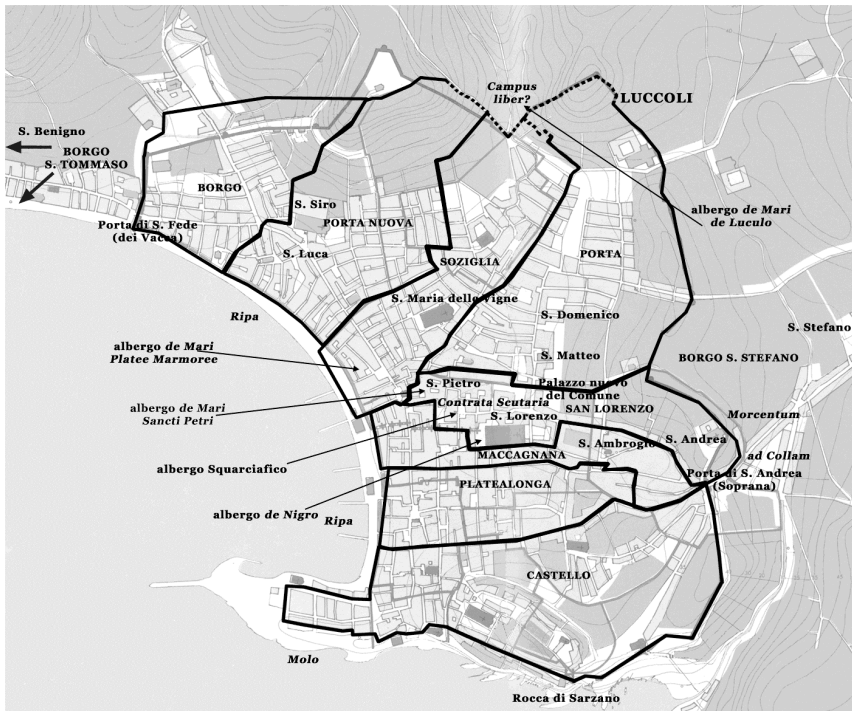 Campus
liber?
LUCCOLI
S. Benigno
BORGO
S. TOMMASO
BORGO
S. Siro
PORTA NUOVA
albergo de Mari
de Luculo
Porta di S. Fede
(dei Vacca)
S. Luca
SOZIGLIA
PORTA
S. Maria delle vigne
Ripa
S. Domenico
S. Stefano
albergo de Mari
Platee Marmoree
S. Matteo
BORGO S. STEFANO
S. Pietro
Palazzo nuovo
del Comune
albergo de Mari
Sancti Petri
Contrata Scutaria
SAN LORENZO
S. Lorenzo
Morcentum
S. Ambrogio
S. Andrea
albergo Squarciafico
MACCAGNANA
ad Collam
Porta di S. Andrea
(Soprana)
PLATEALONGA
albergo de Nigro
Ripa
CASTELLO
Molo
Rocca di Sarzano